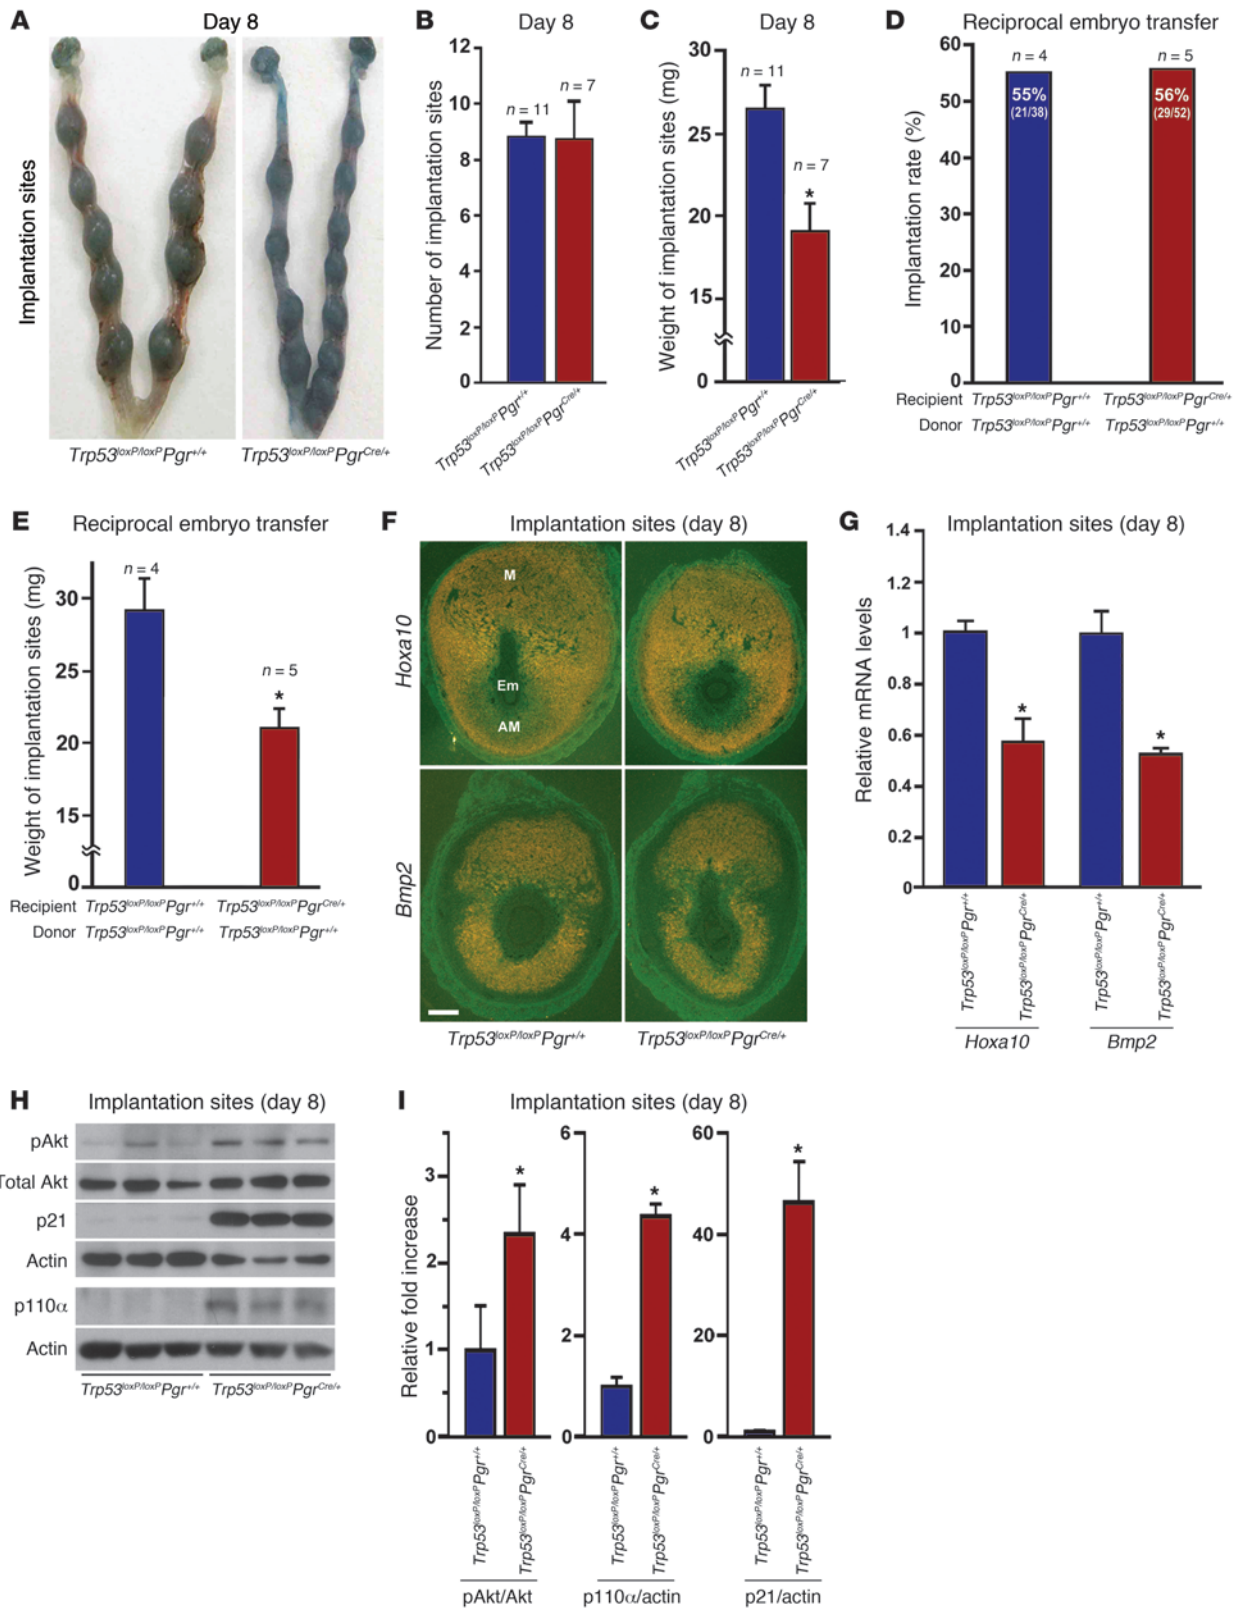 A
Day 8
Implantation sites
Trp53loxP/loxPPgr+/+
Trp53loxP/loxPPgrCre/+
B
Day 8
Number of implantation sites
12
10
8
6
4
2
0
n = 11
n = 7
Trp53loxP/loxPPgr+/+
Trp53loxP/loxPPgrCre/+
C
Day 8
Weight of implantation sites (mg)
30
25
20
15
0
n = 11
n = 7
*
Trp53loxP/loxPPgr+/+
Trp53loxP/loxPPgrCre/+
D
Reciprocal embryo transfer
Implantation rate (%)
60
50
40
30
20
10
0
n = 4
n = 5
55%
(21/38)
56%
(29/52)
Recipient Trp53loxP/loxPPgr+/+ Trp53loxP/loxPPgrCre/+
Donor Trp53loxP/loxPPgr+/+ Trp53loxP/loxPPgr+/+
E
Reciprocal embryo transfer
Weight of implantation sites (mg)
30
25
20
15
0
n = 4
n = 5
*
Recipient Trp53loxP/loxPPgr+/+ Trp53loxP/loxPPgrCre/+
Donor Trp53loxP/loxPPgr+/+ Trp53loxP/loxPPgr+/+
F
Implantation sites (day 8)
Hoxa10
M
Em
AM
Bmp2
Trp53loxP/loxPPgr+/+
Trp53loxP/loxPPgrCre/+
G
Implantation sites (day 8)
Relative mRNA levels
1.4
1.2
1
0.8
0.6
0.4
0.2
0
*
*
Trp53loxP/loxPPgr+/+
Trp53loxP/loxPPgrCre/+
Trp53loxP/loxPPgr+/+
Trp53loxP/loxPPgrCre/+
Hoxa10
Bmp2
H
Implantation sites (day 8)
pAkt
Total Akt
p21
Actin
p110α
Actin
Trp53loxP/loxPPgr+/+
Trp53loxP/loxPPgrCre/+
I
Implantation sites (day 8)
Relative fold increase
3
2
1
0
*
6
4
2
0
*
60
40
20
0
*
Trp53loxP/loxPPgr+/+
Trp53loxP/loxPPgrCre/+
Trp53loxP/loxPPgr+/+
Trp53loxP/loxPPgrCre/+
Trp53loxP/loxPPgr+/+
Trp53loxP/loxPPgrCre/+
pAkt/Akt
p110α/actin
p21/actin